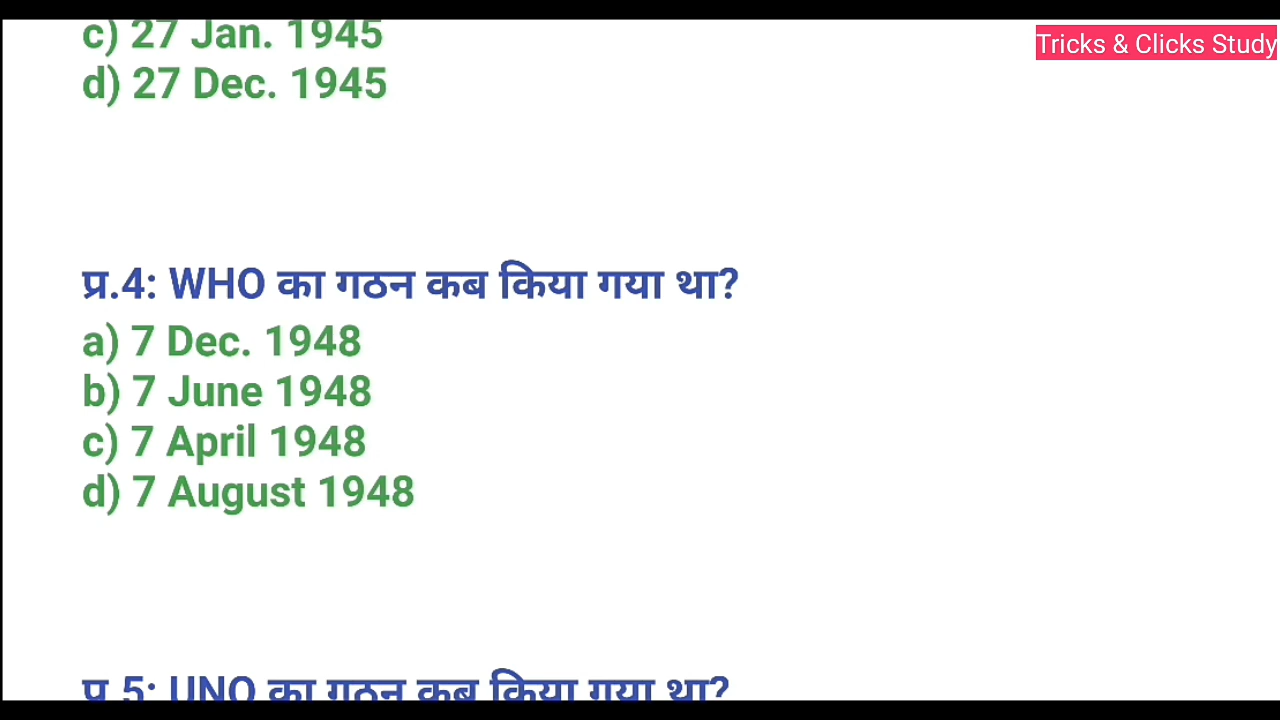 c) 27 Jan. 1945
Tricks & Clicks Study
d) 27 Dec. 1945
प्र.4: WHO का गठन कब किया गया था?
a) 7 Dec. 1948
b) 7 June 1948
c) 7 April 1948
d) 7 August 1948
प्र.5: UNO का गठन कब किया गया था?